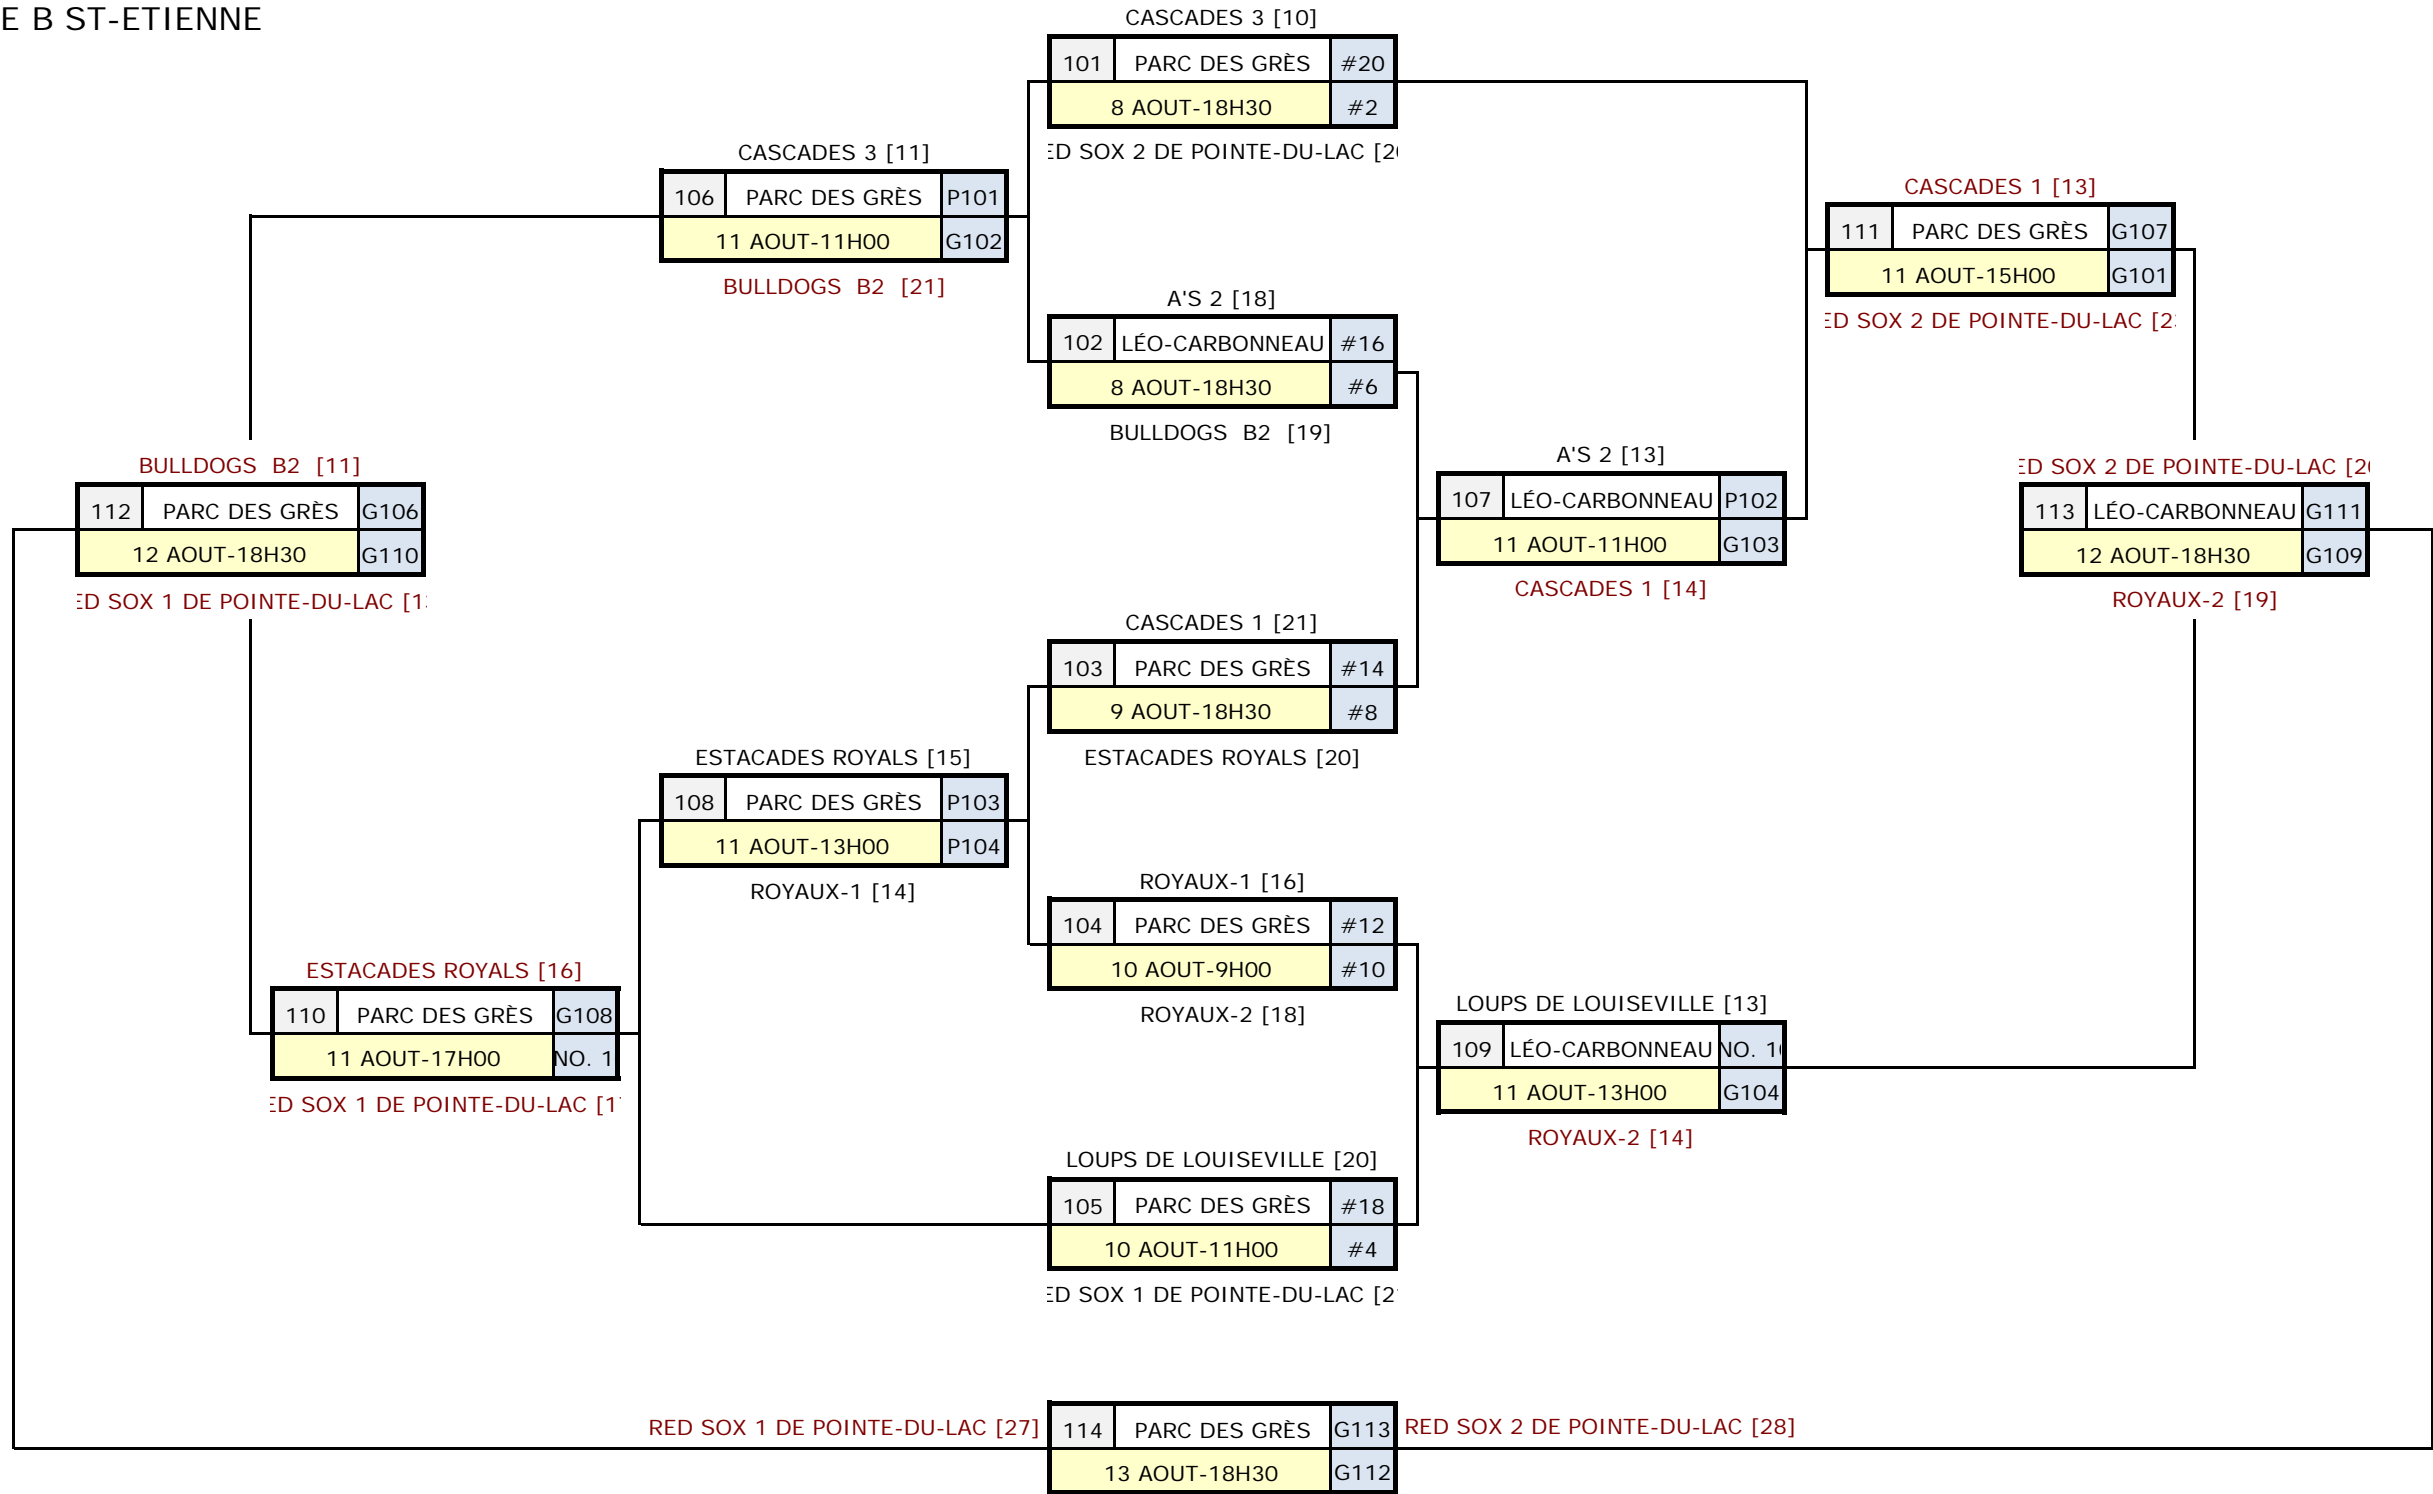 E B ST-ETIENNE
CASCADES 3 [10]
101 PARC DES GRÈS #20
8 AOUT-18H30 #2
ED SOX 2 DE POINTE-DU-LAC [2
CASCADES 3 [11]
106 PARC DES GRÈS P101
11 AOUT-11H00 G102
BULLDOGS B2 [21]
CASCADES 1 [13]
111 PARC DES GRÈS G107
11 AOUT-15H00 G101
ED SOX 2 DE POINTE-DU-LAC [2
A'S 2 [18]
102 LÉO-CARBONNEAU #16
8 AOUT-18H30 #6
BULLDOGS B2 [19]
BULLDOGS B2 [11]
112 PARC DES GRÈS G106
12 AOUT-18H30 G110
ED SOX 1 DE POINTE-DU-LAC [1
A'S 2 [13]
107 LÉO-CARBONNEAU P102
11 AOUT-11H00 G103
CASCADES 1 [14]
ED SOX 2 DE POINTE-DU-LAC [2
113 LÉO-CARBONNEAU G111
12 AOUT-18H30 G109
ROYAUX-2 [19]
CASCADES 1 [21]
103 PARC DES GRÈS #14
9 AOUT-18H30 #8
ESTACADES ROYALS [20]
ESTACADES ROYALS [15]
108 PARC DES GRÈS P103
11 AOUT-13H00 P104
ROYAUX-1 [14]
ROYAUX-1 [16]
104 PARC DES GRÈS #12
10 AOUT-9H00 #10
ROYAUX-2 [18]
ESTACADES ROYALS [16]
110 PARC DES GRÈS G108
11 AOUT-17H00 NO. 1
ED SOX 1 DE POINTE-DU-LAC [1
LOUPS DE LOUISEVILLE [13]
109 LÉO-CARBONNEAU NO. 1
11 AOUT-13H00 G104
ROYAUX-2 [14]
LOUPS DE LOUISEVILLE [20]
105 PARC DES GRÈS #18
10 AOUT-11H00 #4
ED SOX 1 DE POINTE-DU-LAC [2
RED SOX 1 DE POINTE-DU-LAC [27] 114 PARC DES GRÈS G113 RED SOX 2 DE POINTE-DU-LAC [28]
13 AOUT-18H30 G112